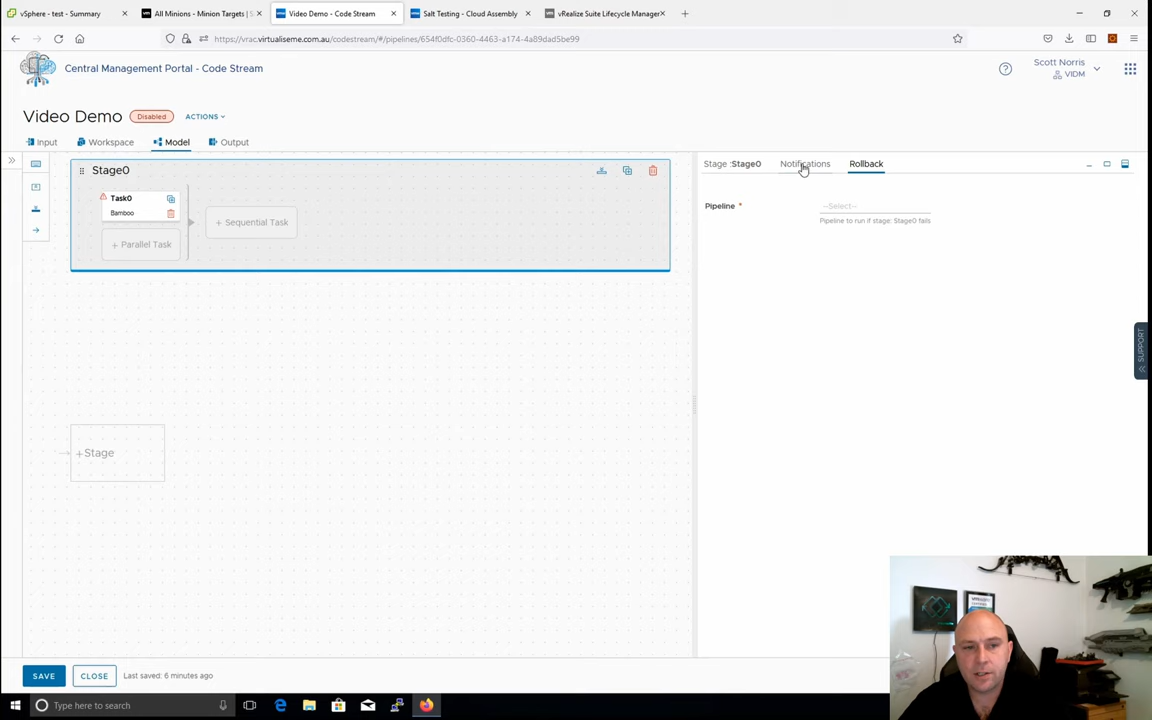 vSphere - test - Summary
All Minions - Minion Targets | S
Video Demo - Code Stream
Salt Testing - Cloud Assembly
vRealize Suite Lifecycle Manager
https://vrac.virtualiseme.com.au/codestream/#/pipelines/654f0dfc-0360-4463-a174-4a89dad5be99
Central Management Portal - Code Stream
Scott Norris
VIDM
Video Demo Disabled ACTIONS
Input Workspace Model Output
Stage0
Stage :Stage0 Notifications Rollback
Task0
Bamboo
+ Sequential Task
+ Parallel Task
Pipeline * --Select--
Pipeline to run if stage: Stage0 fails
SUPPORT
+Stage
SAVE CLOSE Last saved: 6 minutes ago
Type here to search